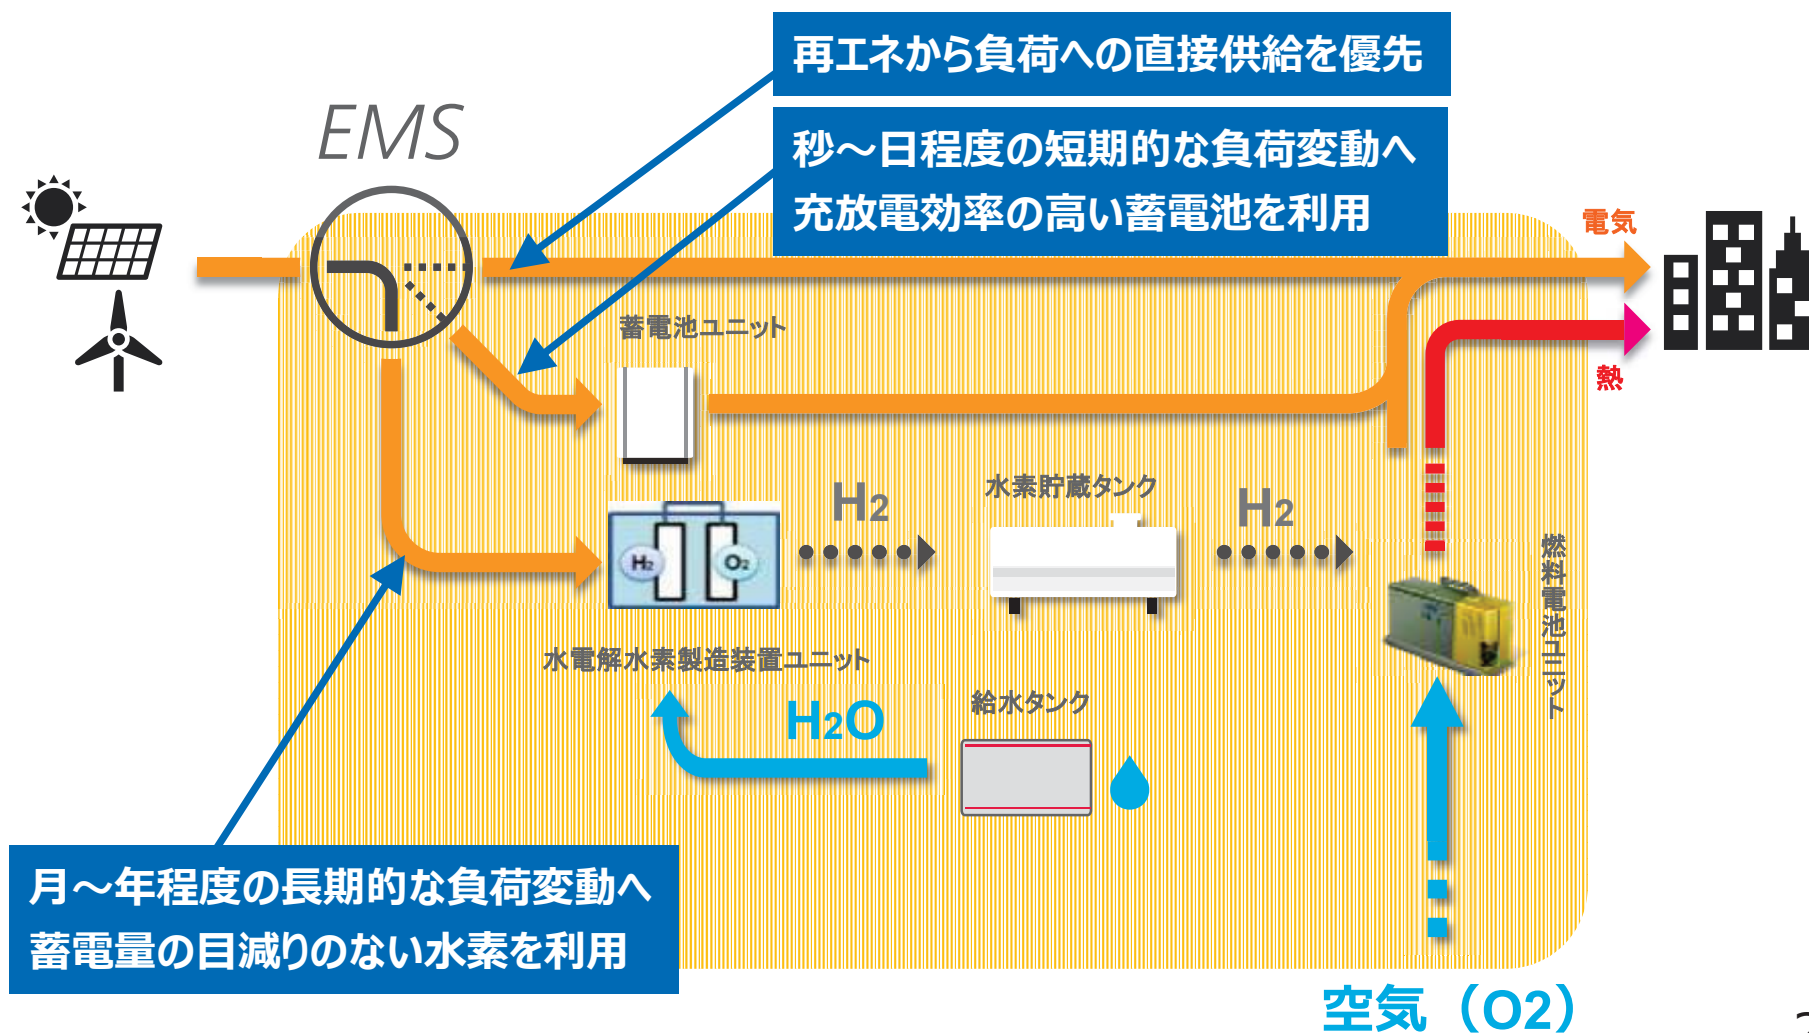 再エネから負荷への直接供給を優先
EMS
秒～日程度の短期的な負荷変動へ
充放電効率の高い蓄電池を利用
電気
蓄電池ユニット
熱
H2
水素貯蔵タンク
H2
H2
O2
燃料電池ユニット
水電解水素製造装置ユニット
H2O
給水タンク
月～年程度の長期的な負荷変動へ
蓄電量の目減りのない水素を利用
空気（O2）